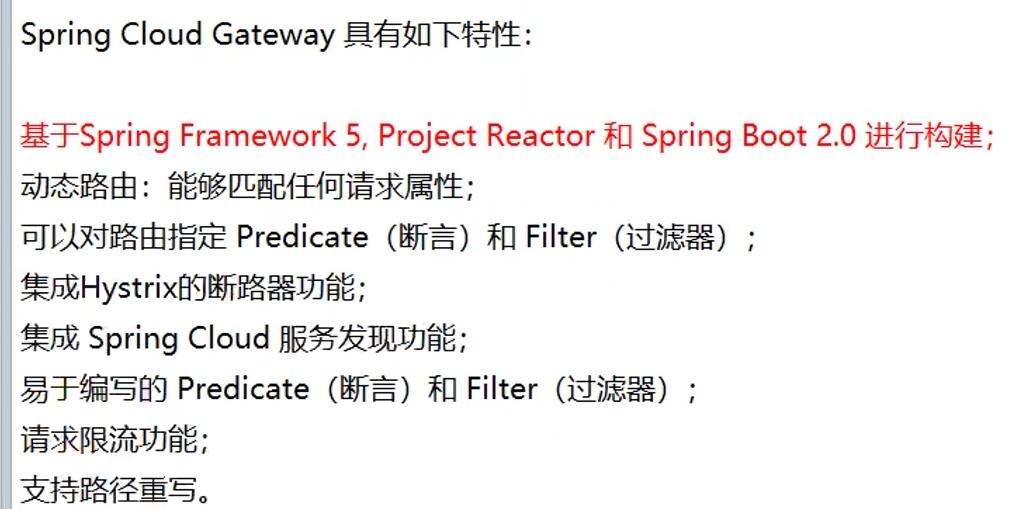 Spring Cloud Gateway 具有如下特性：
基于Spring Framework 5, Project Reactor 和 Spring Boot 2.0 进行构建；
动态路由：能够匹配任何请求属性；
可以对路由指定 Predicate（断言）和 Filter（过滤器）；
集成Hystrix的断路器功能；
集成 Spring Cloud 服务发现功能；
易于编写的 Predicate（断言）和 Filter（过滤器）；
请求限流功能；
支持路径重写。